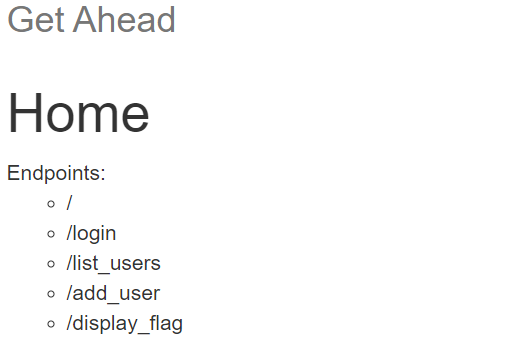 Get Ahead
Home
Endpoints:
/
/login
/list_users
/add_user
/display_flag